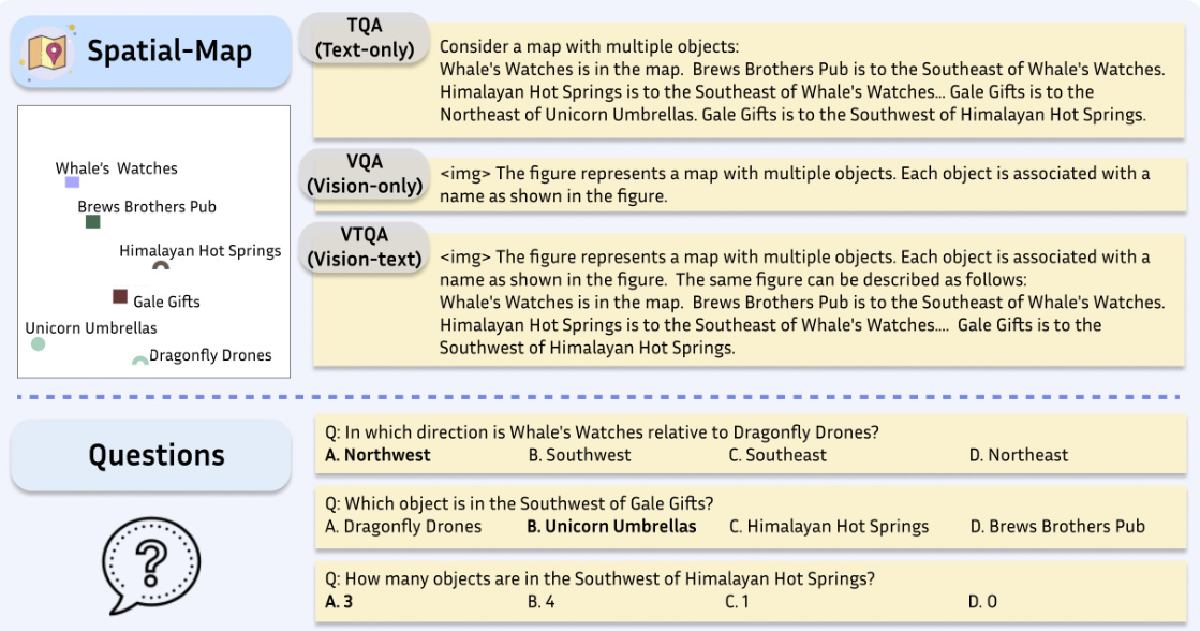 Spatial-Map
Whale's Watches
Brews Brothers Pub
Himalayan Hot Springs
Gale Gifts
Unicorn Umbrellas
Dragonfly Drones
TQA
(Text-only)
Consider a map with multiple objects:
Whale's Watches is in the map. Brews Brothers Pub is to the Southeast of Whale's Watches.
Himalayan Hot Springs is to the Southeast of Whale's Watches... Gale Gifts is to the
Northeast of Unicorn Umbrellas. Gale Gifts is to the Southwest of Himalayan Hot Springs.
VQA
(Vision-only)
<img> The figure represents a map with multiple objects. Each object is associated with a
name as shown in the figure.
VTQA
(Vision-text)
<img> The figure represents a map with multiple objects. Each object is associated with a
name as shown in the figure. The same figure can be described as follows:
Whale's Watches is in the map. Brews Brothers Pub is to the Southeast of Whale's Watches.
Himalayan Hot Springs is to the Southeast of Whale's Watches.... Gale Gifts is to the
Southwest of Himalayan Hot Springs.
Questions
?
Q: In which direction is Whale's Watches relative to Dragonfly Drones?
A. Northwest B. Southwest C. Southeast D. Northeast
Q: Which object is in the Southwest of Gale Gifts?
A. Dragonfly Drones B. Unicorn Umbrellas C. Himalayan Hot Springs D. Brews Brothers Pub
Q: How many objects are in the Southwest of Himalayan Hot Springs?
A. 3 B. 4 C. 1 D. 0